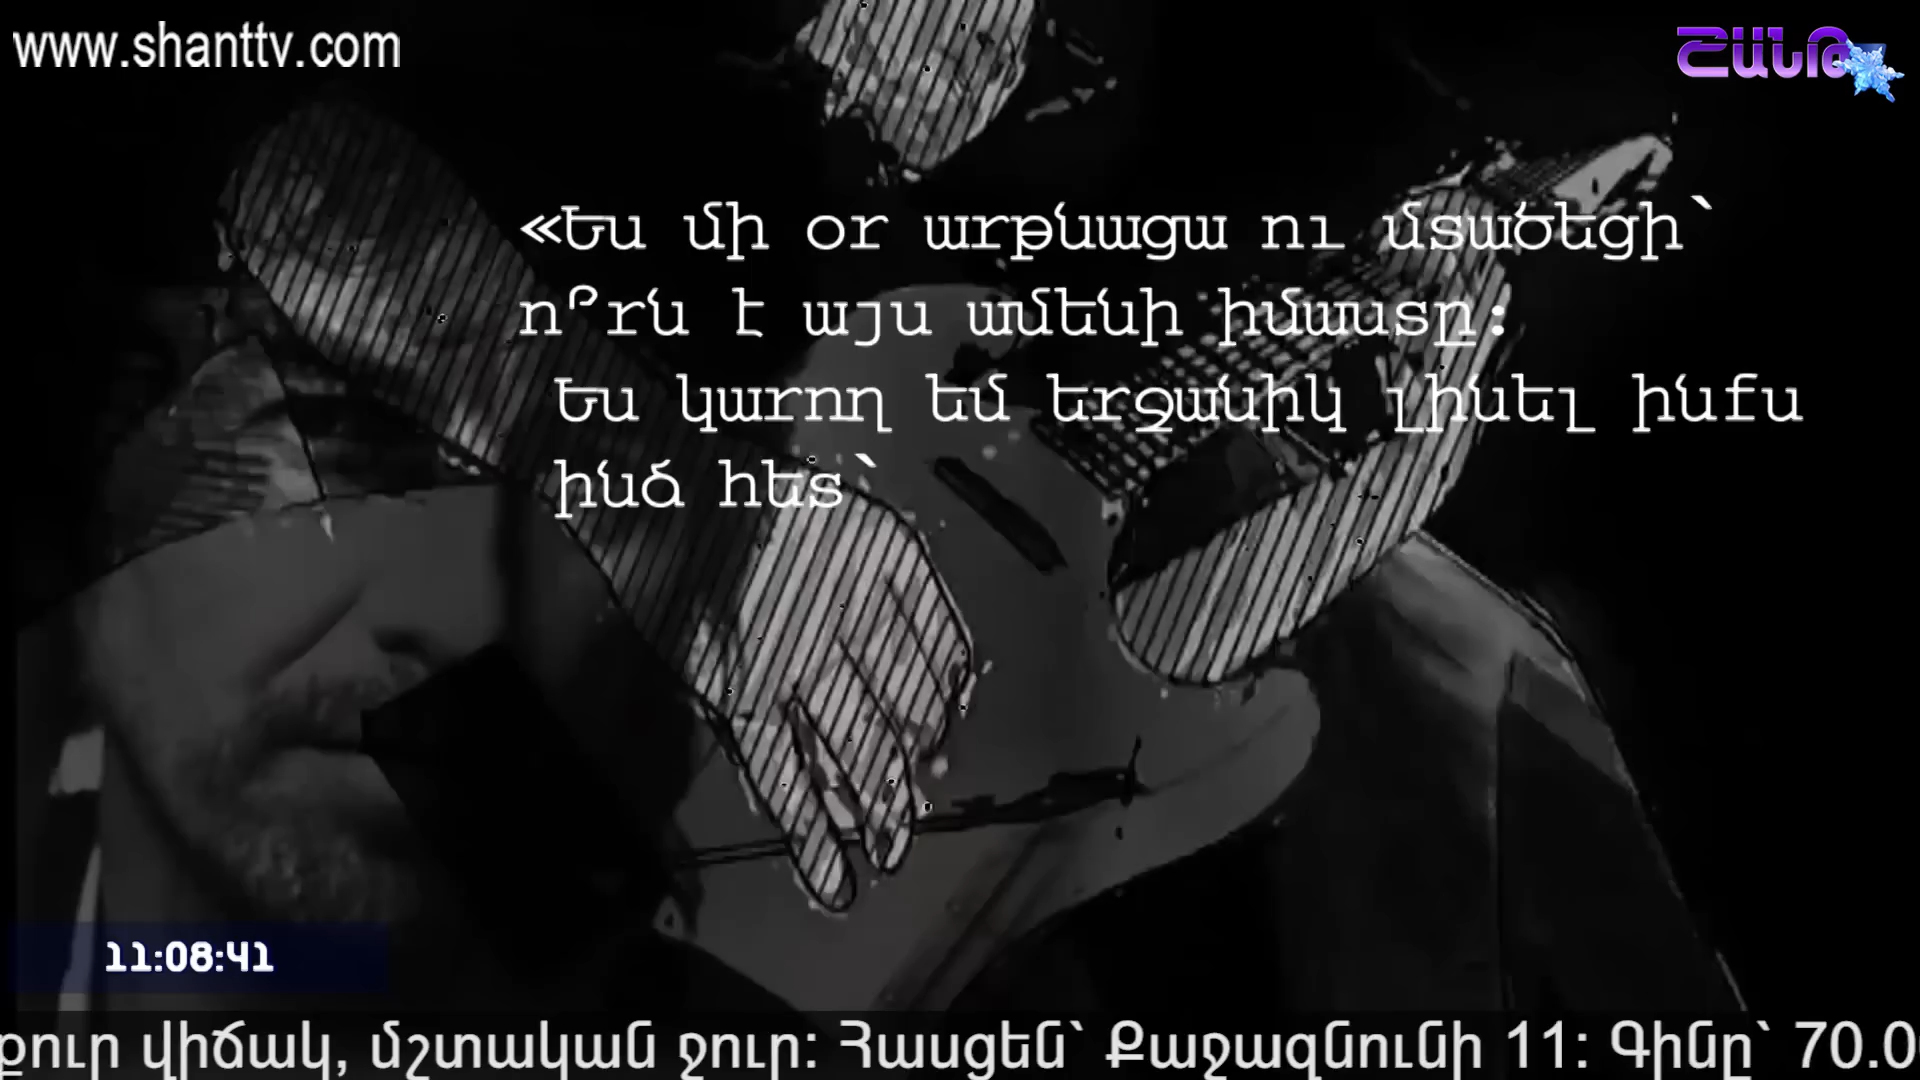 www.shanttv.com
ՇԱՆԹ
«Ես մի օր արթնացա ու մտածեցի՝
ո՞րն է այս ամենի իմաստը:
Ես կարող եմ երջանիկ լինել ինքս
ինձ հետ՝
11:08:41
քուր վիճակ, մշտական ջուր: Հասցեն՝ Քաջազնունի 11: Գինը՝ 70.0